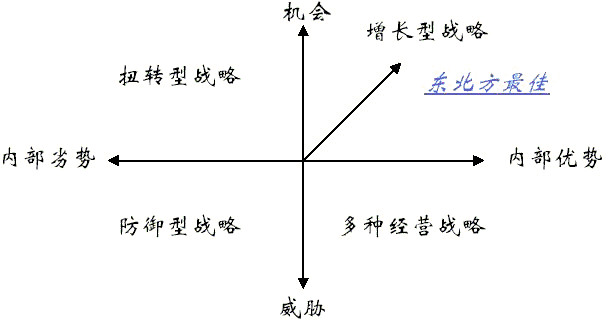 机会
增长型战略
扭转型战略
东北方最佳
内部劣势
内部优势
防御型战略
多种经营战略
威胁